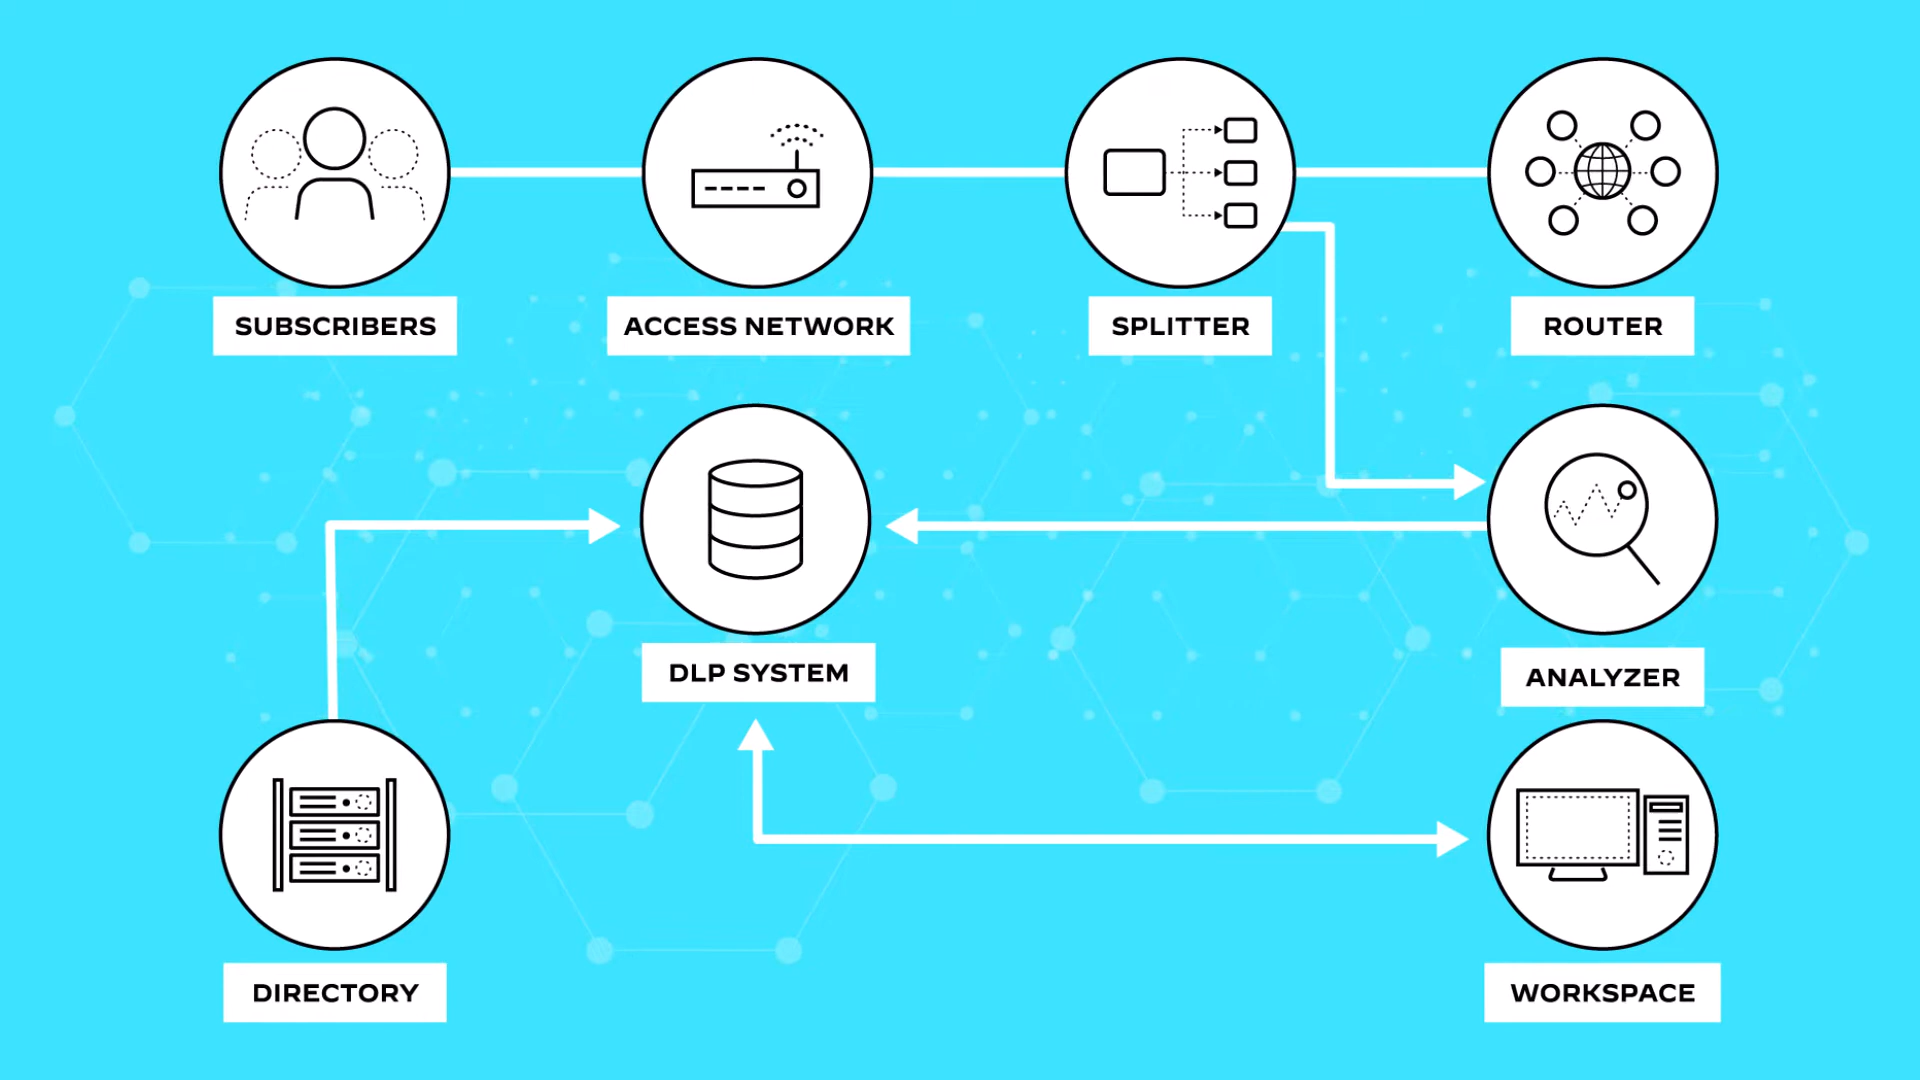 SUBSCRIBERS
ACCESS NETWORK
SPLITTER
ROUTER
DLP SYSTEM
ANALYZER
DIRECTORY
WORKSPACE